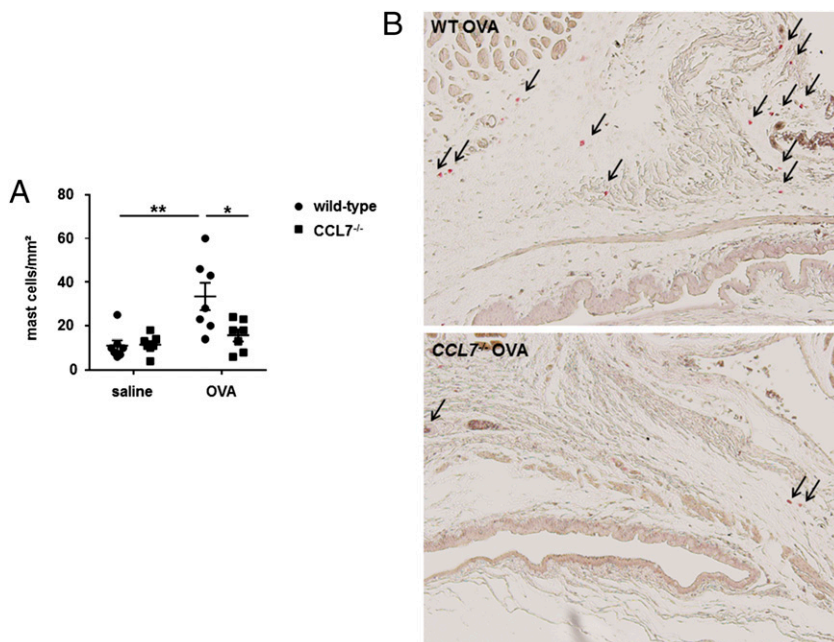 A
mast cells/mm²
80
60
40
20
0
**
*
saline
OVA
wild-type
CCL7-/-
B
WT OVA
CCL7-/- OVA